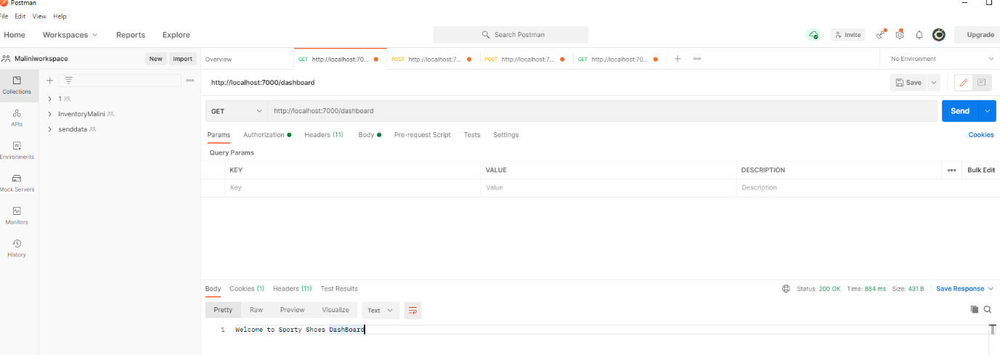 Postman
File Edit View Help
Home Workspaces Reports Explore Search Postman Invite Upgrade
Maliniworkspace New Import Overview GET http://localhost:70... POST http://localhost:7... POST http://localhost:7... GET http://localhost:70... No Environment
Collections
APIs
Environments
Mock Servers
Monitors
History
1
InventoryMalini
senddata
http://localhost:7000/dashboard Save
GET http://localhost:7000/dashboard Send
Params Authorization Headers (11) Body Pre-request Script Tests Settings Cookies
Query Params
KEY VALUE DESCRIPTION Bulk Edit
Key Value Description
Body Cookies (1) Headers (11) Test Results Status: 200 OK Time: 884 ms Size: 431 B Save Response
Pretty Raw Preview Visualize Text
1 Welcome to Sporty Shoes DashBoard